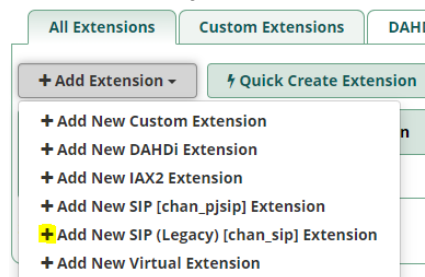 All Extensions Custom Extensions DAHD
+ Add Extension Quick Create Extension
+ Add New Custom Extension
+ Add New DAHDi Extension
+ Add New IAX2 Extension
+ Add New SIP [chan_pjsip] Extension
+ Add New SIP (Legacy) [chan_sip] Extension
+ Add New Virtual Extension